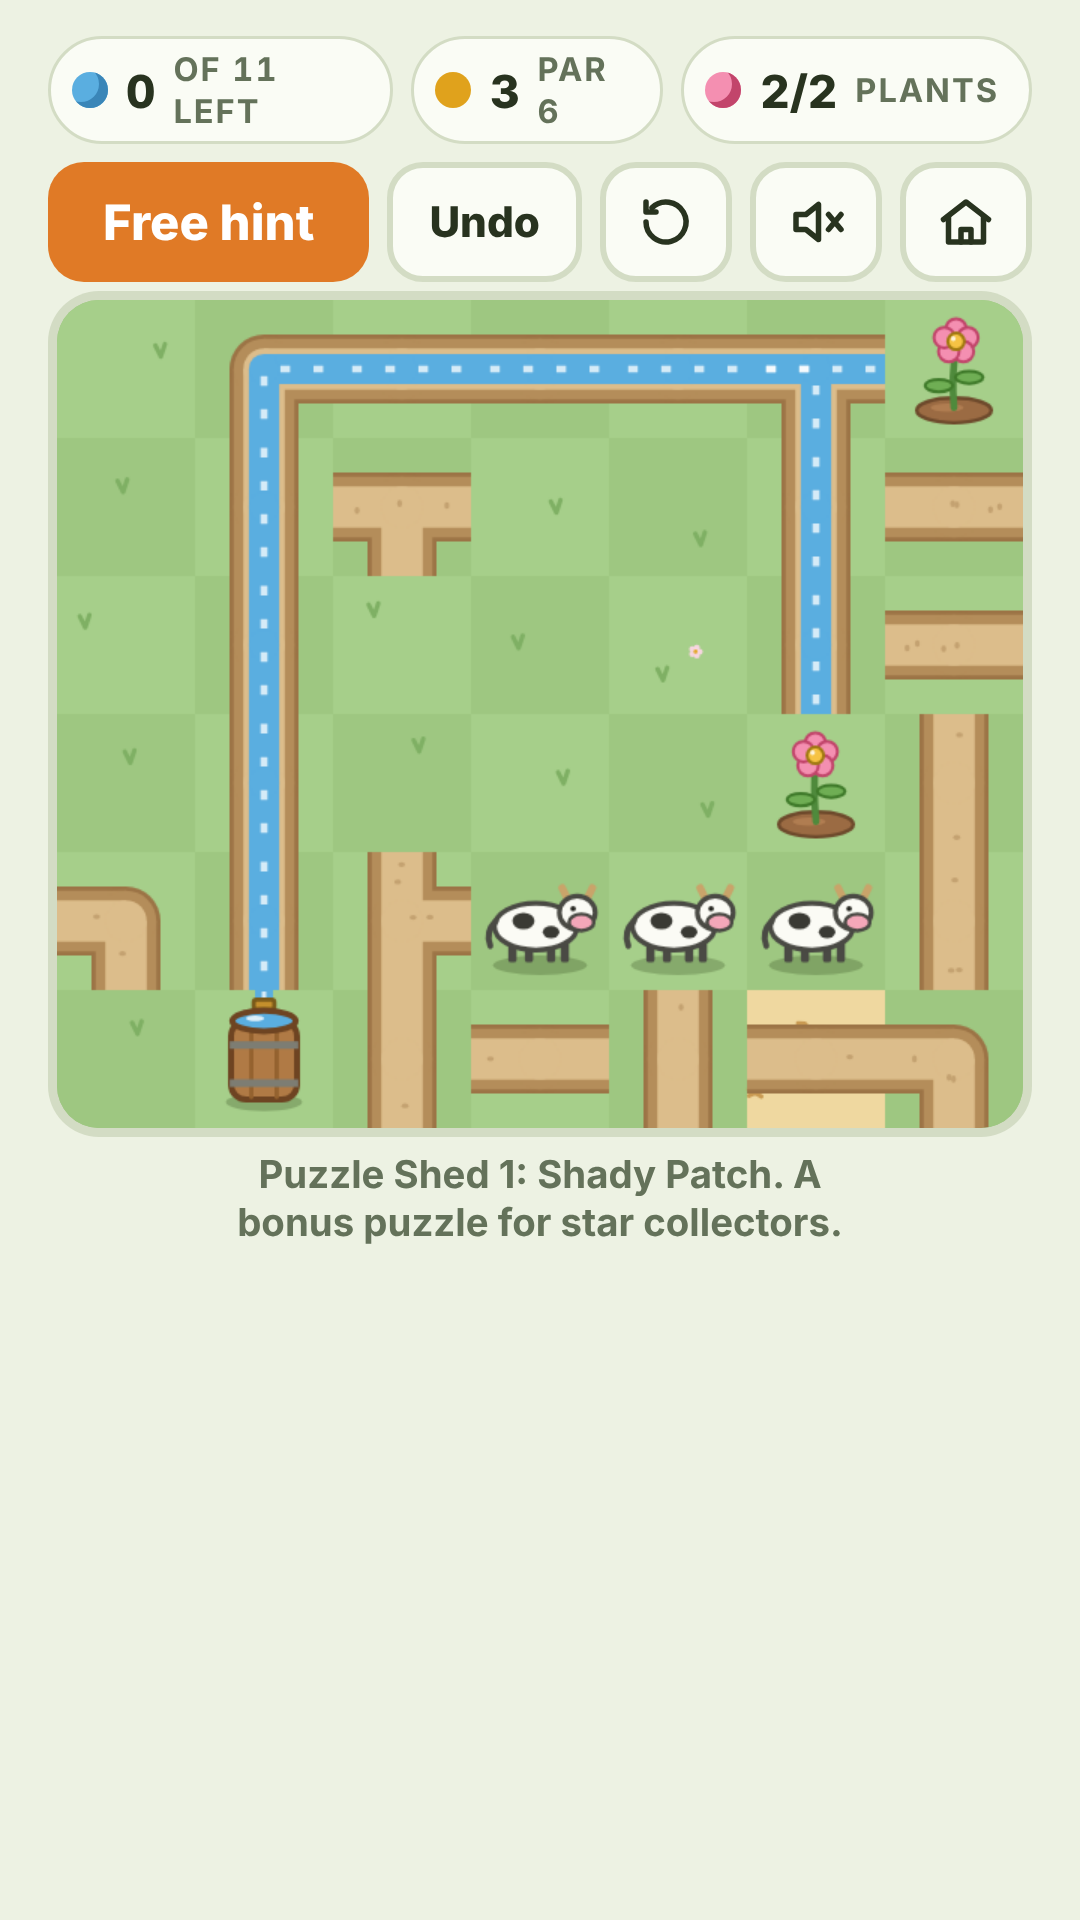 0 OF 11 LEFT
3 PAR 6
2/2 PLANTS
Free hint
Undo
Puzzle Shed 1: Shady Patch. A
bonus puzzle for star collectors.